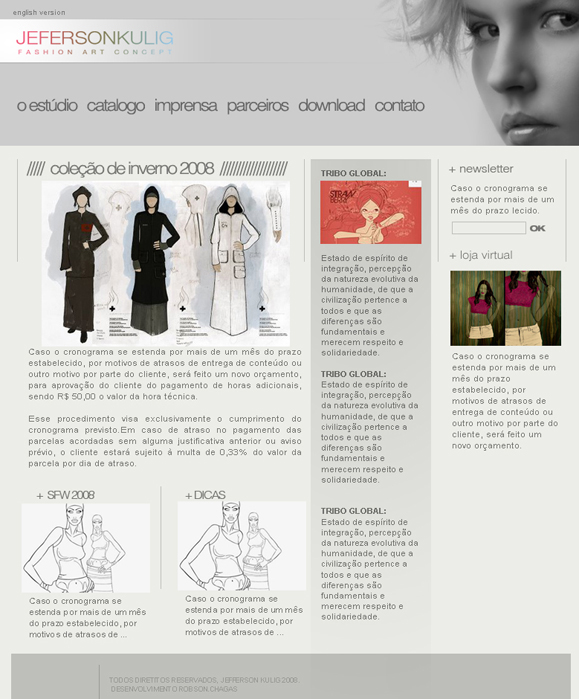 english version
JEFERSONKULIG
FASHION ART CONCEPT
o estúdio catalogo imprensa parceiros download contato
///// coleção de inverno 2008 ////////////////
Caso o cronograma se estenda por mais de um mês do prazo
estabelecido, por motivos de atrasos de entrega de conteúdo ou
outro motivo por parte do cliente, será feito um novo orçamento,
para aprovação do cliente do pagamento de horas adicionais,
sendo R$ 50,00 o valor da hora técnica.
Esse procedimento visa exclusivamente o cumprimento do
cronograma previsto.Em caso de atraso no pagamento das
parcelas acordadas sem alguma justificativa anterior ou aviso
prévio, o cliente estará sujeito á multa de 0,33% do valor da
parcela por dia de atraso.
+ SFW 2008
Caso o cronograma se
estenda por mais de um mês
do prazo estabelecido, por
motivos de atrasos de ...
+ DICAS
Caso o cronograma se
estenda por mais de um mês
do prazo estabelecido, por
motivos de atrasos de ...
TRIBO GLOBAL:
STRAW
Estado de espírito de
integração, percepção
da natureza evolutiva da
humanidade, de que a
civilização pertence a
todos e que as
diferenças são
fundamentais e
merecem respeito e
solidariedade.
TRIBO GLOBAL:
Estado de espírito de
integração, percepção
da natureza evolutiva da
humanidade, de que a
civilização pertence a
todos e que as
diferenças são
fundamentais e
merecem respeito e
solidariedade.
TRIBO GLOBAL:
Estado de espírito de
integração, percepção
da natureza evolutiva da
humanidade, de que a
civilização pertence a
todos e que as
diferenças são
fundamentais e
merecem respeito e
solidariedade.
+ newsletter
Caso o cronograma se
estenda por mais de um
mês do prazo lecido.
OK
+ loja virtual
Caso o cronograma se
estenda por mais de um
mês do prazo
estabelecido, por
motivos de atrasos de
entrega de conteúdo ou
outro motivo por parte do
cliente, será feito um
novo orçamento.
TODOS DIRETITOS RESERVADOS, JEFFERSON KULIG 2008.
DESENVOLVIMENTO ROBSON CHAGAS